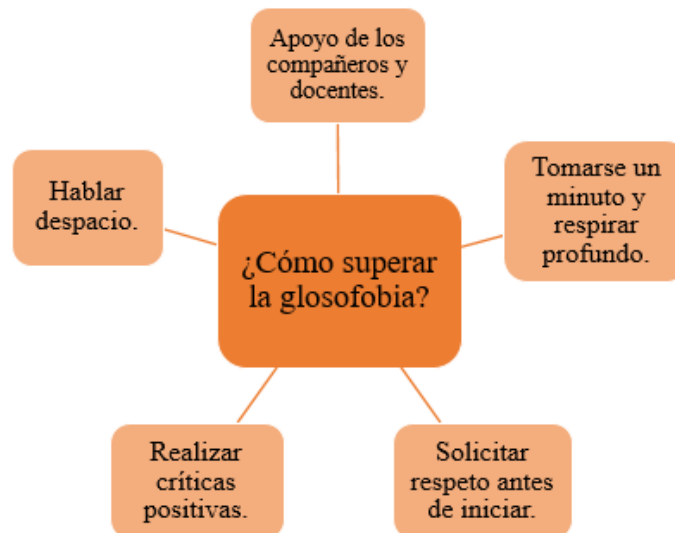 Apoyo de los
compañeros y
docentes.
Hablar
despacio.
Tomarse un
minuto y
respirar
profundo.
¿Cómo superar
la glosofobia?
Realizar
críticas
positivas.
Solicitar
respeto antes
de iniciar.